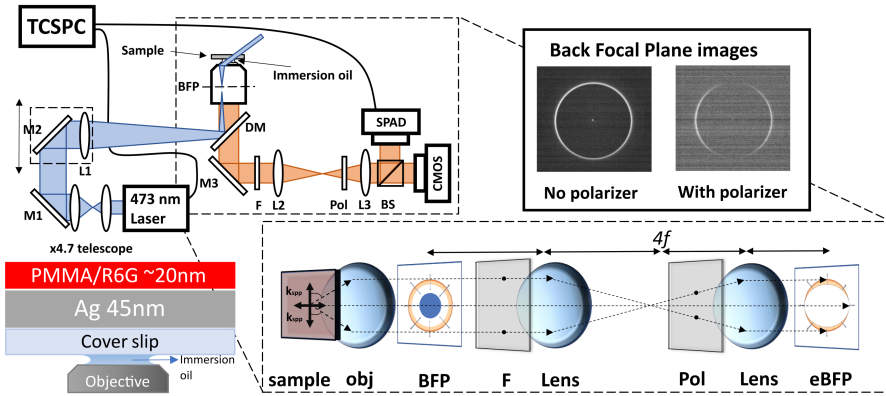 TCSPC
Sample
Immersion oil
BFP
M2
DM
SPAD
L1
M3
CMOS
M1
473 nm
Laser
F
L2
Pol
L3
BS
x4.7 telescope
Back Focal Plane images
No polarizer
With polarizer
PMMA/R6G ~20nm
Ag 45nm
Cover slip
Immersion
oil
Objective
4f
kspp
kspp
sample
obj
BFP
F
Lens
Pol
Lens
eBFP